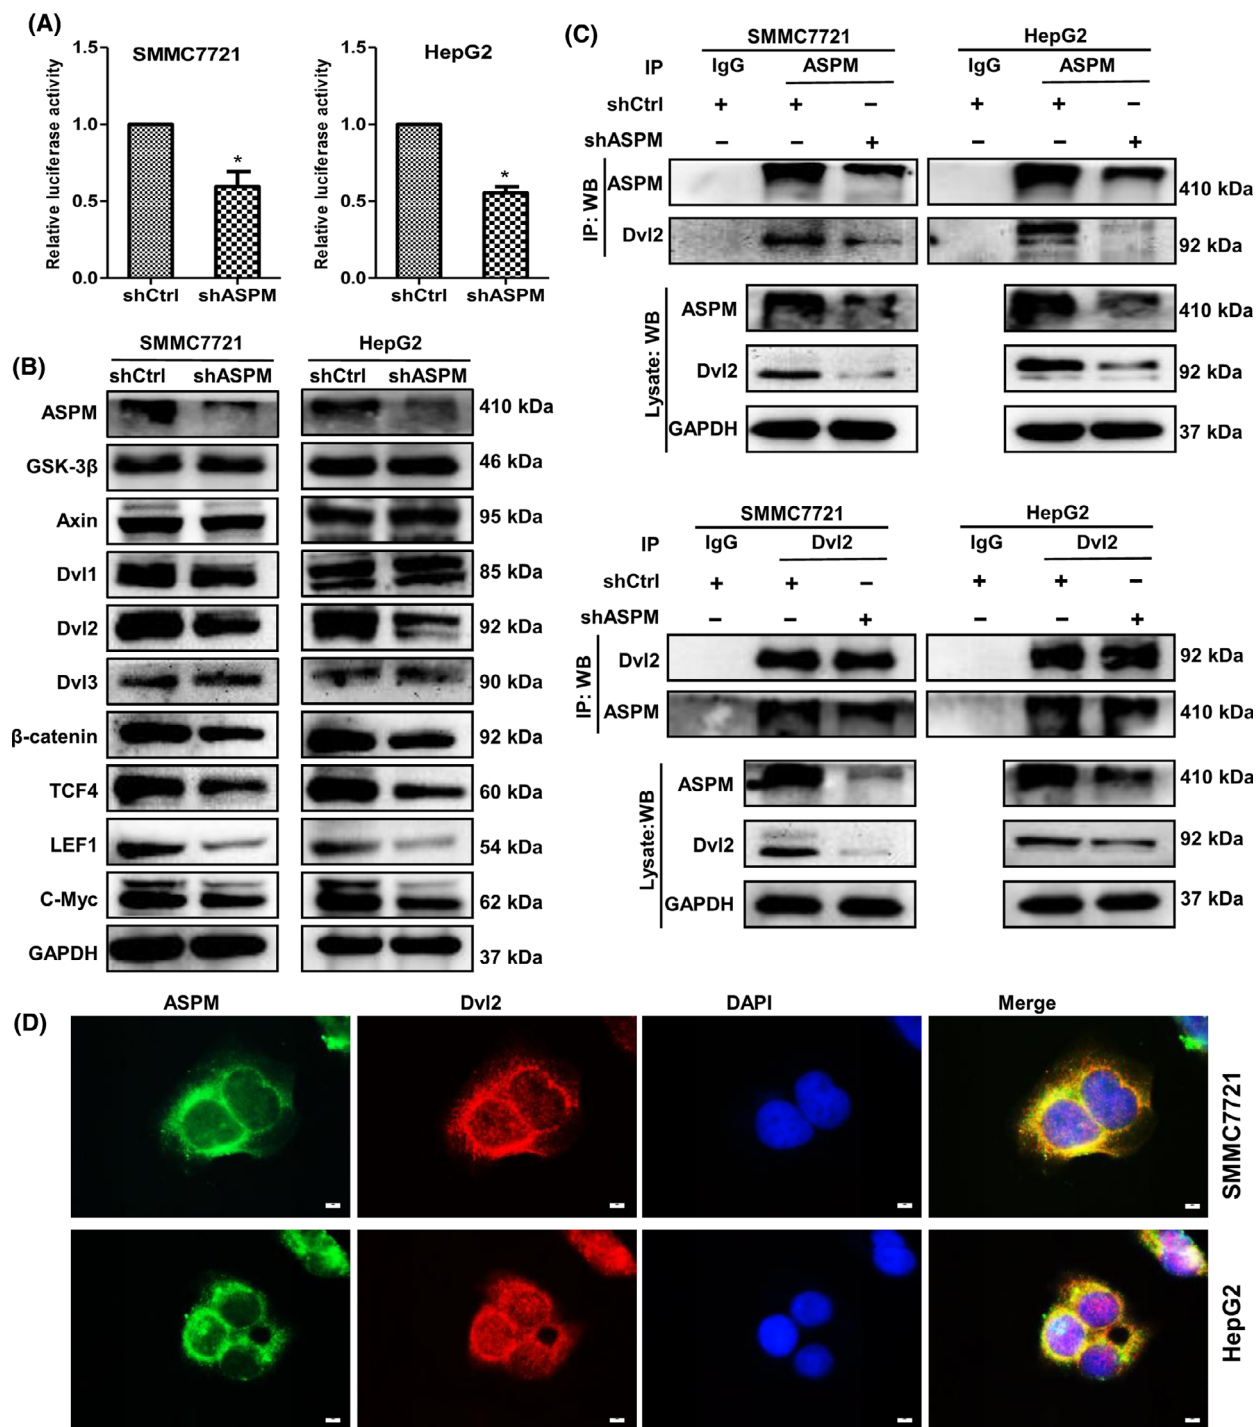 (A)
SMMC7721
HepG2
Relative luciferase activity
1.5
1.0
0.5
0.0
shCtrl shASPM
Relative luciferase activity
1.5
1.0
0.5
0.0
shCtrl shASPM
*
*
(B)
SMMC7721 HepG2
shCtrl shASPM shCtrl shASPM
ASPM 410 kDa
GSK-3β 46 kDa
Axin 95 kDa
Dvl1 85 kDa
Dvl2 92 kDa
Dvl3 90 kDa
β-catenin 92 kDa
TCF4 60 kDa
LEF1 54 kDa
C-Myc 62 kDa
GAPDH 37 kDa
(C)
SMMC7721 HepG2
IP IgG ASPM IgG ASPM
shCtrl + + – + + –
shASPM – – + – – +
IP: WB
ASPM 410 kDa
Dvl2 92 kDa
Lysate: WB
ASPM 410 kDa
Dvl2 92 kDa
GAPDH 37 kDa
SMMC7721 HepG2
IP IgG Dvl2 IgG Dvl2
shCtrl + + – + + –
shASPM – – + – – +
IP: WB
Dvl2 92 kDa
ASPM 410 kDa
Lysate:WB
ASPM 410 kDa
Dvl2 92 kDa
GAPDH 37 kDa
(D)
ASPM Dvl2 DAPI Merge
SMMC7721
HepG2